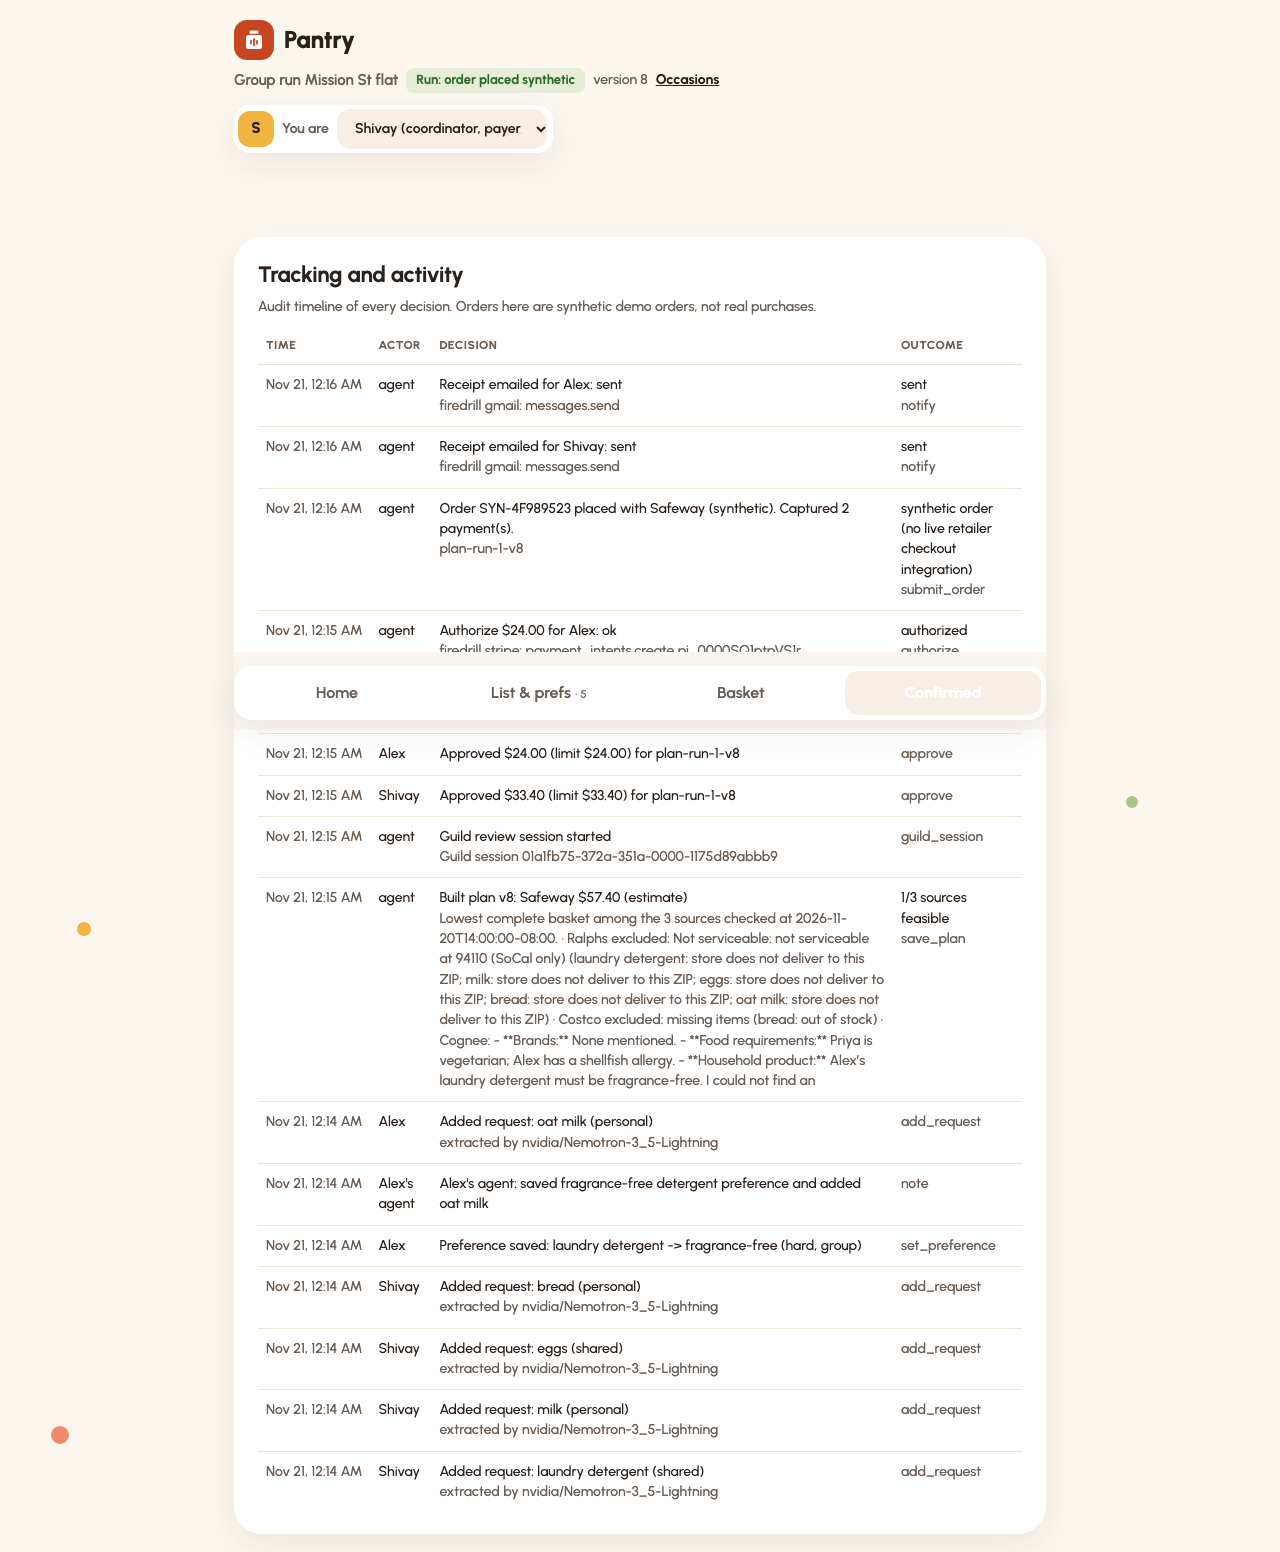 Pantry
Group run Mission St flat Run: order placed synthetic version 8 Occasions
S You are Shivay (coordinator, payer
Tracking and activity
Audit timeline of every decision. Orders here are synthetic demo orders, not real purchases.
TIME ACTOR DECISION OUTCOME
Nov 21, 12:16 AM agent Receipt emailed for Alex: sent sent
firedrill gmail: messages.send notify
Nov 21, 12:16 AM agent Receipt emailed for Shivay: sent sent
firedrill gmail: messages.send notify
Nov 21, 12:16 AM agent Order SYN-4F989523 placed with Safeway (synthetic). Captured 2 synthetic order
payment(s). (no live retailer
plan-run-1-v8 checkout
integration)
submit_order
Nov 21, 12:15 AM agent Authorize $24.00 for Alex: ok authorized
firedrill stripe: payment_intents.create authorize
Home List & prefs · 5 Basket Confirmed
Nov 21, 12:15 AM Alex Approved $24.00 (limit $24.00) for plan-run-1-v8 approve
Nov 21, 12:15 AM Shivay Approved $33.40 (limit $33.40) for plan-run-1-v8 approve
Nov 21, 12:15 AM agent Guild review session started guild_session
Guild session 01a1fb75-372a-351a-0000-1175d89abbb9
Nov 21, 12:15 AM agent Built plan v8: Safeway $57.40 (estimate) 1/3 sources
Lowest complete basket among the 3 sources checked at 2026-11- feasible
20T14:00:00-08:00. · Ralphs excluded: Not serviceable: not serviceable save_plan
at 94110 (SoCal only) (laundry detergent: store does not deliver to this
ZIP; milk: store does not deliver to this ZIP; eggs: store does not deliver to
this ZIP; bread: store does not deliver to this ZIP; oat milk: store does not
deliver to this ZIP) · Costco excluded: missing items (bread: out of stock) ·
Cognee: - **Brands:** None mentioned. - **Food requirements:** Priya is
vegetarian; Alex has a shellfish allergy. - **Household product:** Alex's
laundry detergent must be fragrance-free. I could not find an
Nov 21, 12:14 AM Alex Added request: oat milk (personal) add_request
extracted by nvidia/Nemotron-3_5-Lightning
Nov 21, 12:14 AM Alex's Alex's agent: saved fragrance-free detergent preference and added note
agent oat milk
Nov 21, 12:14 AM Alex Preference saved: laundry detergent -> fragrance-free (hard, group) set_preference
Nov 21, 12:14 AM Shivay Added request: bread (personal) add_request
extracted by nvidia/Nemotron-3_5-Lightning
Nov 21, 12:14 AM Shivay Added request: eggs (shared) add_request
extracted by nvidia/Nemotron-3_5-Lightning
Nov 21, 12:14 AM Shivay Added request: milk (personal) add_request
extracted by nvidia/Nemotron-3_5-Lightning
Nov 21, 12:14 AM Shivay Added request: laundry detergent (shared) add_request
extracted by nvidia/Nemotron-3_5-Lightning